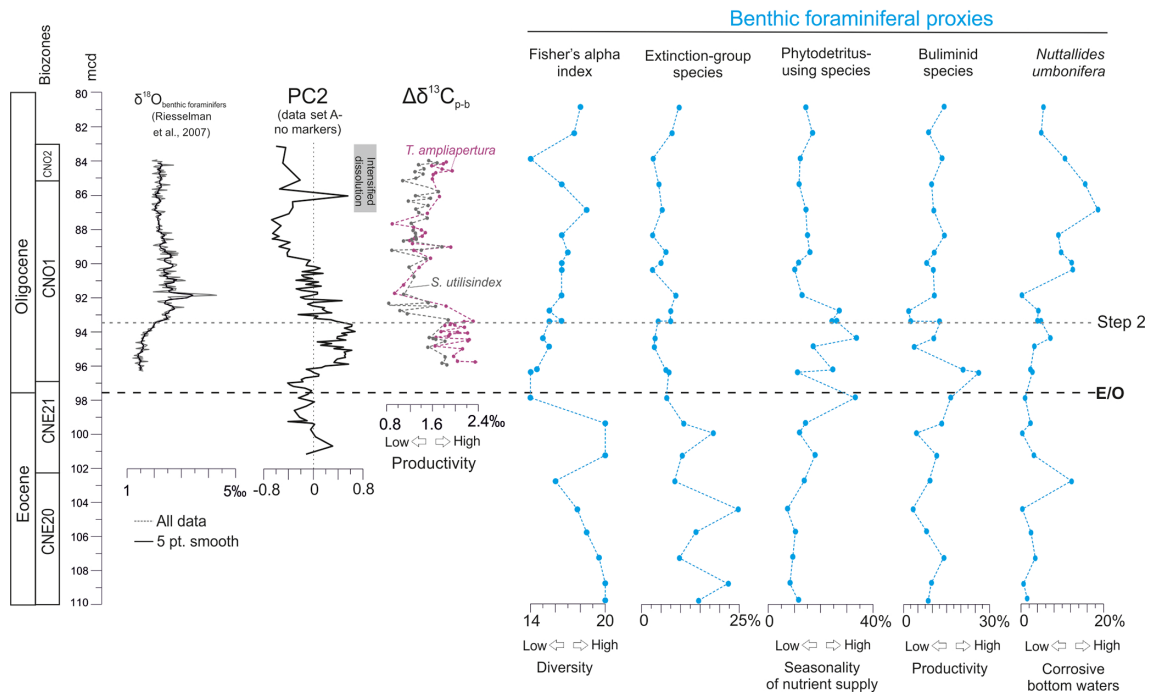 Benthic foraminiferal proxies
Biozones
mcd
δ18Obenthic foraminifers
(Riesselman
et al., 2007)
PC2
(data set A-
no markers)
Δδ13Cp-b
Fisher's alpha
index
Extinction-group
species
Phytodetritus-
using species
Buliminid
species
Nuttallides
umbonifera
80
82
84
86
88
90
92
94
96
98
100
102
104
106
108
110
Oligocene
Eocene
CNO2
CNO1
CNE21
CNE20
Intensified
dissolution
T. ampliapertura
S. utilisindex
Step 2
E/O
1
5‰
-0.8
0
0.8
0.8
1.6
2.4‰
Low
High
Productivity
All data
5 pt. smooth
14
20
Low
High
Diversity
0
25%
0
40%
Low
High
Seasonality
of nutrient supply
0
30%
Low
High
Productivity
0
20%
Low
High
Corrosive
bottom waters